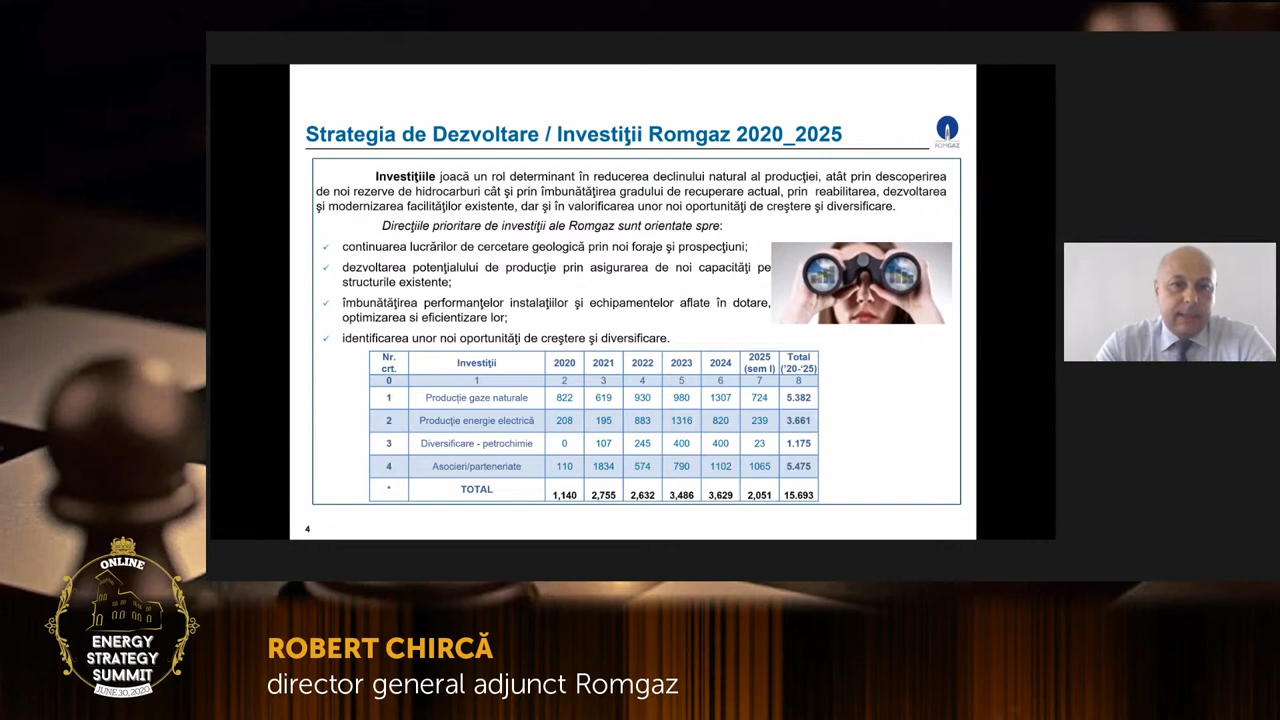 Strategia de Dezvoltare / Investiţii Romgaz 2020_2025
ROMGAZ
Investiţiile joacă un rol determinant în reducerea declinului natural al producţiei, atât prin descoperirea
de noi rezerve de hidrocarburi cât şi prin îmbunătăţirea gradului de recuperare actual, prin reabilitarea, dezvoltarea
şi modernizarea facilităţilor existente, dar şi în valorificarea unor noi oportunităţi de creştere şi diversificare.
Direcţiile prioritare de investiţii ale Romgaz sunt orientate spre:
✓ continuarea lucrărilor de cercetare geologică prin noi foraje şi prospecţiuni;
✓ dezvoltarea potenţialului de producţie prin asigurarea de noi capacităţi pe
structurile existente;
✓ îmbunătăţirea performanţelor instalaţiilor şi echipamentelor aflate în dotare,
optimizarea si eficientizare lor;
✓ identificarea unor noi oportunităţi de creştere şi diversificare.
Nr. crt. Investiţii 2020 2021 2022 2023 2024 2025 (sem I) Total ('20-'25)
0 1 2 3 4 5 6 7 8
1 Producţie gaze naturale 822 619 930 980 1307 724 5.382
2 Producţie energie electrică 208 195 883 1316 820 239 3.661
3 Diversificare - petrochimie 0 107 245 400 400 23 1.175
4 Asocieri/parteneriate 110 1834 574 790 1102 1065 5.475
* TOTAL 1,140 2,755 2,632 3,486 3,629 2,051 15.693
4
ONLINE
ENERGY
STRATEGY
SUMMIT
JUNE 30, 2020
ROBERT CHIRCĂ
director general adjunct Romgaz